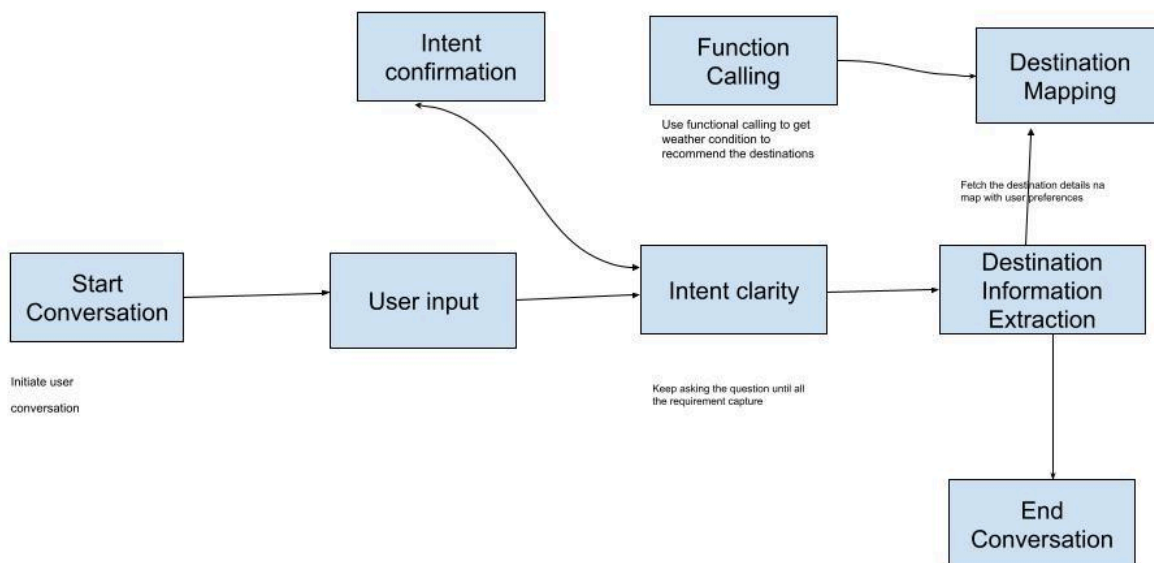 Intent
confirmation
Function
Calling
Destination
Mapping
Use functional calling to get
weather condition to
recommend the destinations
Fetch the destination details na
map with user preferences
Start
Conversation
User input
Intent clarity
Destination
Information
Extraction
Initiate user
conversation
Keep asking the question until all
the requirement capture
End
Conversation